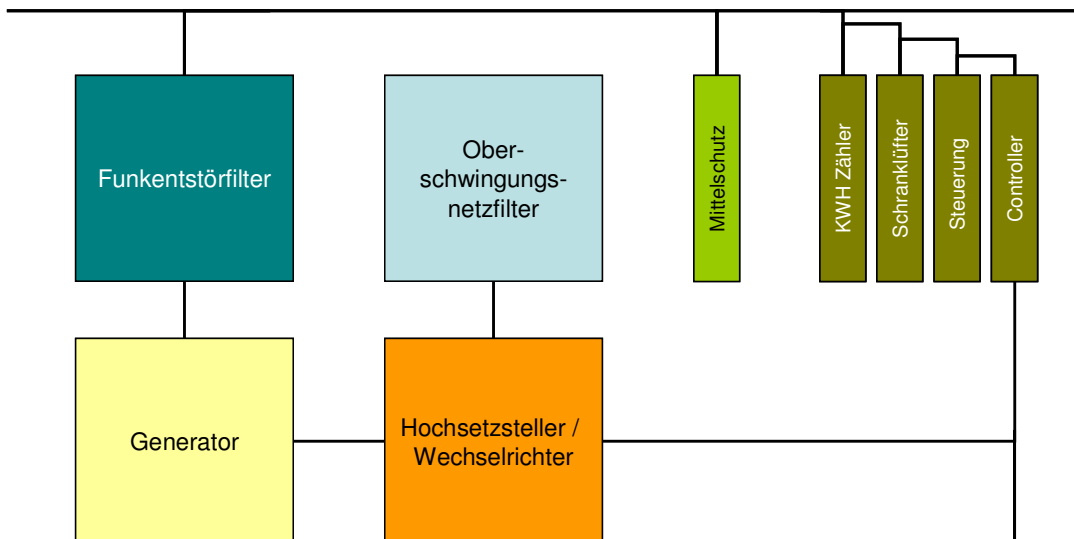 Funkentstörfilter
Ober-
schwingungs-
netzfilter
Mittelschutz
KWH Zähler
Schranklüfter
Steuerung
Controller
Generator
Hochsetzsteller /
Wechselrichter